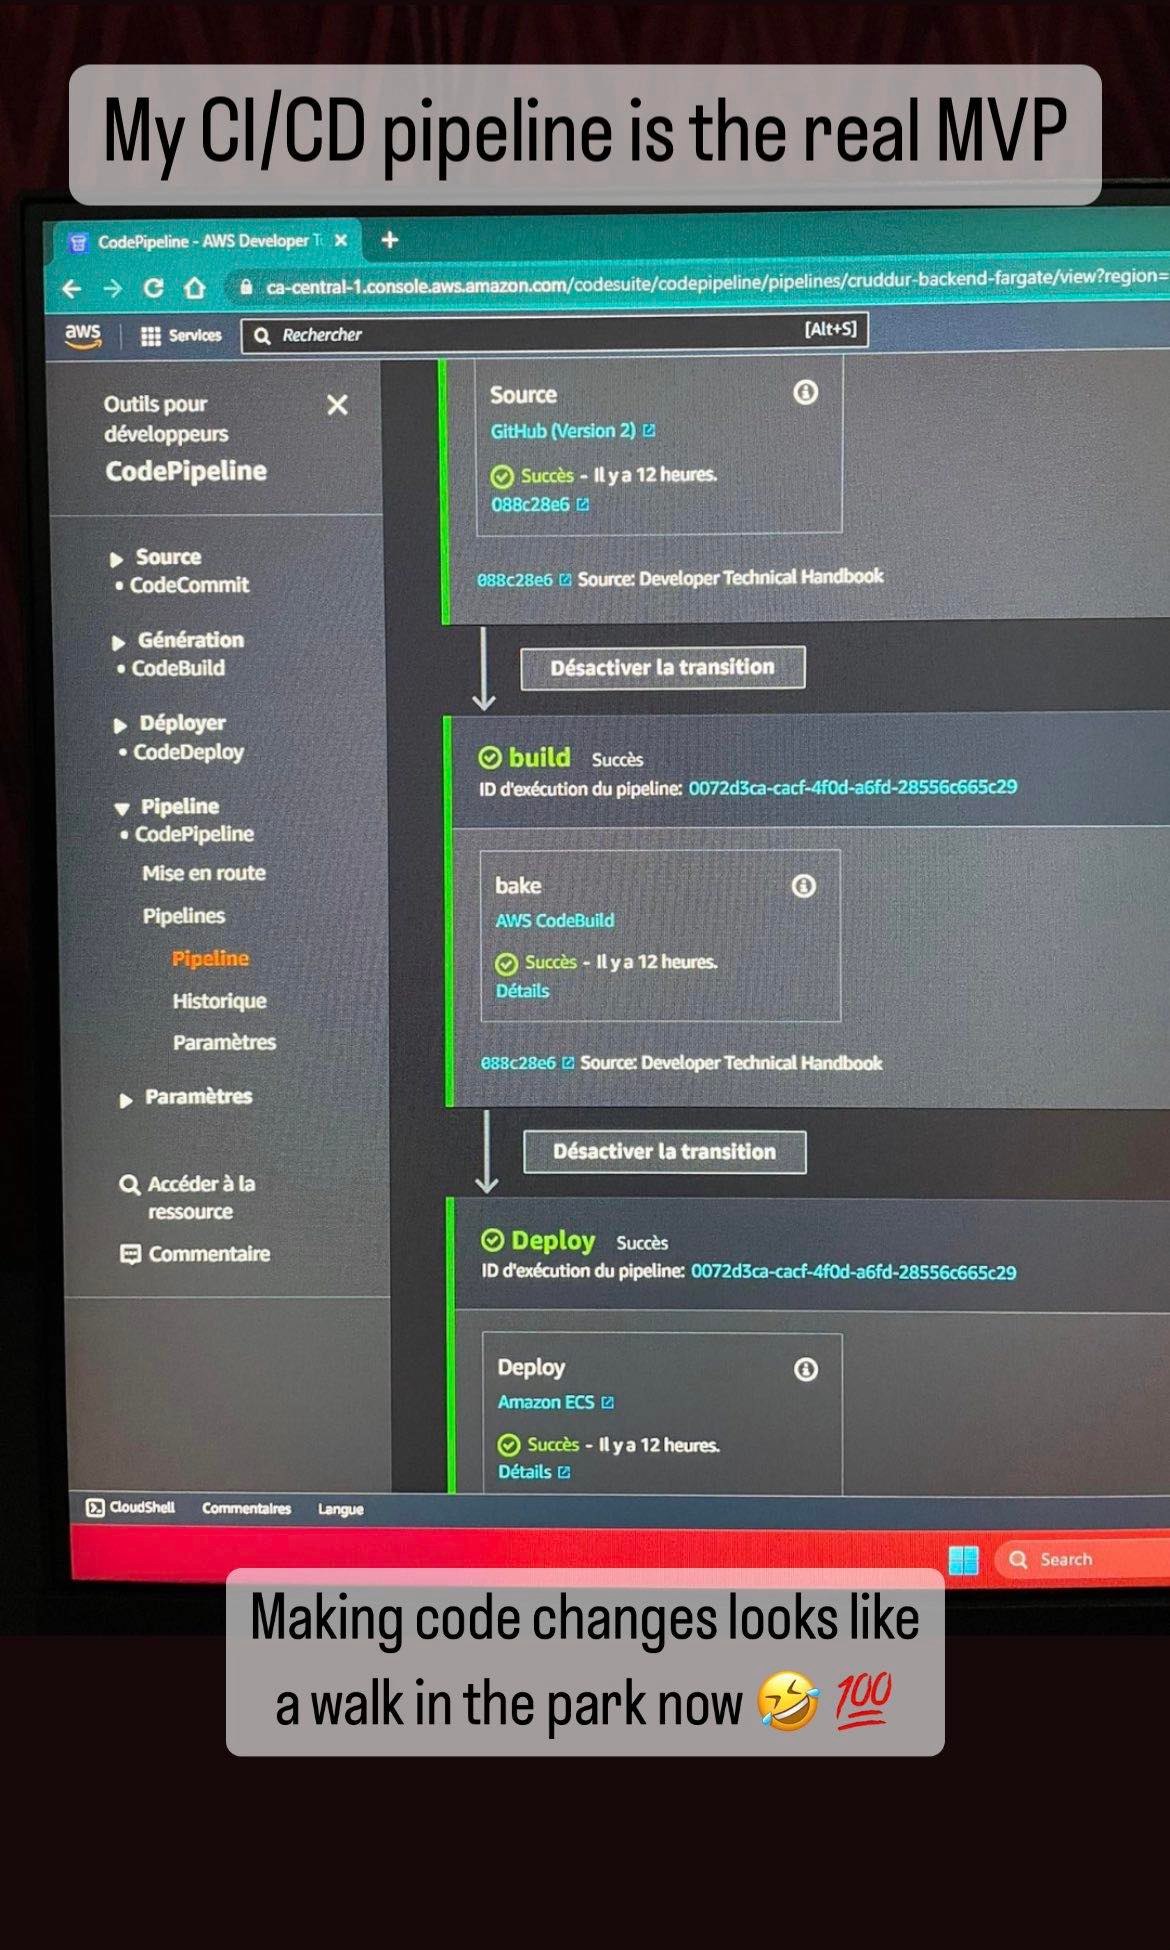 My CI/CD pipeline is the real MVP
CodePipeline - AWS Developer
ca-central-1.console.aws.amazon.com/codesuite/codepipeline/pipelines/cruddur-backend-fargate/view?region=
aws Services Rechercher [Alt+S]
Outils pour
développeurs
CodePipeline
Source
• CodeCommit
Génération
• CodeBuild
Déployer
• CodeDeploy
Pipeline
• CodePipeline
Mise en route
Pipelines
Pipeline
Historique
Paramètres
Paramètres
Accéder à la
ressource
Commentaire
Source
GitHub (Version 2)
Succès - Il y a 12 heures.
088c28e6
088c28e6 Source: Developer Technical Handbook
Désactiver la transition
build Succès
ID d'exécution du pipeline: 0072d3ca-cacf-4f0d-a6fd-28556c665c29
bake
AWS CodeBuild
Succès - Il y a 12 heures.
Détails
088c28e6 Source: Developer Technical Handbook
Désactiver la transition
Deploy Succès
ID d'exécution du pipeline: 0072d3ca-cacf-4f0d-a6fd-28556c665c29
Deploy
Amazon ECS
Succès - Il y a 12 heures.
Détails
CloudShell Commentaires Langue
Search
Making code changes looks like
a walk in the park now 🤣 💯